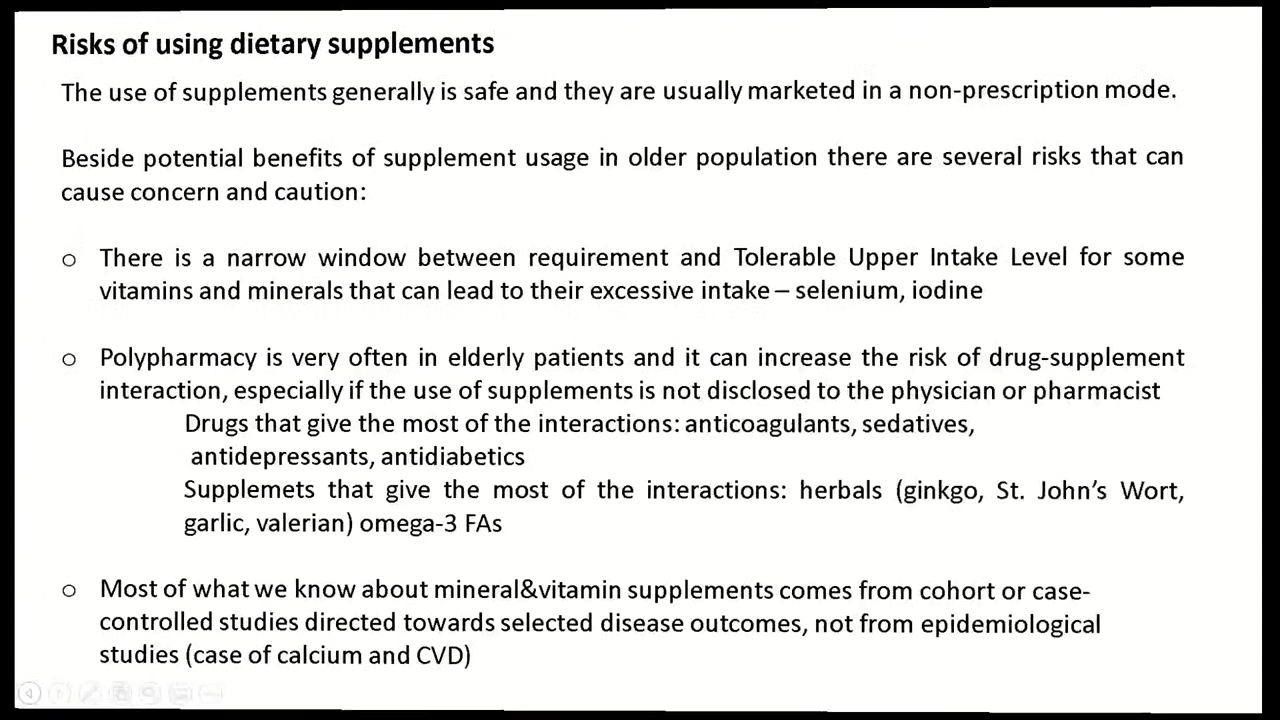 Risks of using dietary supplements
The use of supplements generally is safe and they are usually marketed in a non-prescription mode.
Beside potential benefits of supplement usage in older population there are several risks that can
cause concern and caution:
○ There is a narrow window between requirement and Tolerable Upper Intake Level for some
vitamins and minerals that can lead to their excessive intake – selenium, iodine
○ Polypharmacy is very often in elderly patients and it can increase the risk of drug-supplement
interaction, especially if the use of supplements is not disclosed to the physician or pharmacist
Drugs that give the most of the interactions: anticoagulants, sedatives,
antidepressants, antidiabetics
Supplemets that give the most of the interactions: herbals (ginkgo, St. John's Wort,
garlic, valerian) omega-3 FAs
○ Most of what we know about mineral&vitamin supplements comes from cohort or case-
controlled studies directed towards selected disease outcomes, not from epidemiological
studies (case of calcium and CVD)